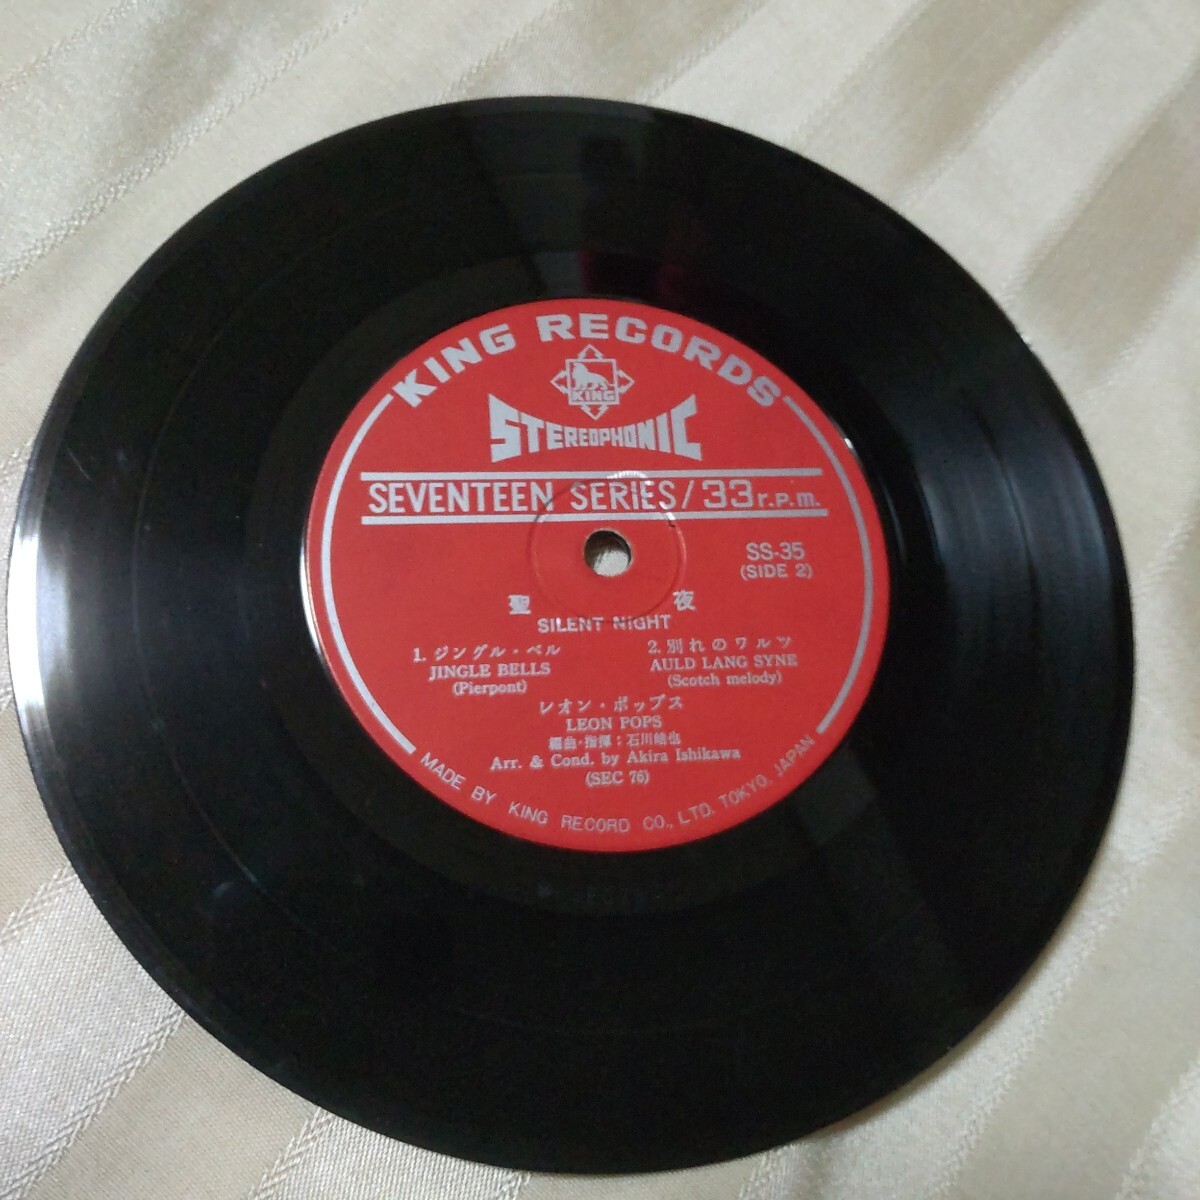 KING RECORDS
KING
STEREOPHONIC
SEVENTEEN SERIES/33r.p.m.
SS-35
(SIDE 2)
聖 夜
SILENT NIGHT
1. ジングル・ベル
JINGLE BELLS
(Pierpont)
2. 別れのワルツ
AULD LANG SYNE
(Scotch melody)
レオン・ポップス
LEON POPS
編曲・指揮；石川皓也
Arr. & Cond. by Akira Ishikawa
(SEC 76)
MADE BY KING RECORD CO., LTD. TOKYO, JAPAN